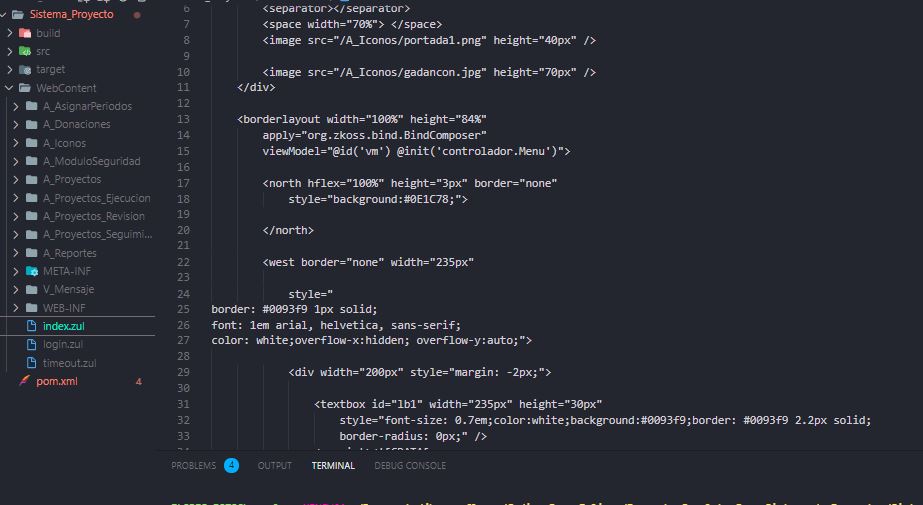 Sistema_Proyecto
build
src
target
WebContent
A_AsignarPeriodos
A_Donaciones
A_Iconos
A_ModuloSeguridad
A_Proyectos
A_Proyectos_Ejecucion
A_Proyectos_Revision
A_Proyectos_Seguimi...
A_Reportes
META-INF
V_Mensaje
WEB-INF
index.zul
login.zul
timeout.zul
pom.xml 4
6 <separator></separator>
7 <space width="70%"> </space>
8 <image src="/A_Iconos/portada1.png" height="40px" />
9
10 <image src="/A_Iconos/gadancon.jpg" height="70px" />
11 </div>
12
13 <borderlayout width="100%" height="84%"
14 apply="org.zkoss.bind.BindComposer"
15 viewModel="@id('vm') @init('controlador.Menu')">
16
17 <north hflex="100%" height="3px" border="none"
18 style="background:#0E1C78;">
19
20 </north>
21
22 <west border="none" width="235px"
23
24 style="
25 border: #0093f9 1px solid;
26 font: 1em arial, helvetica, sans-serif;
27 color: white;overflow-x:hidden; overflow-y:auto;">
28
29 <div width="200px" style="margin: -2px;">
30
31 <textbox id="lb1" width="235px" height="30px"
32 style="font-size: 0.7em;color:white;background:#0093f9;border: #0093f9 2.2px solid;
33 border-radius: 0px;" />
PROBLEMS 4 OUTPUT TERMINAL DEBUG CONSOLE